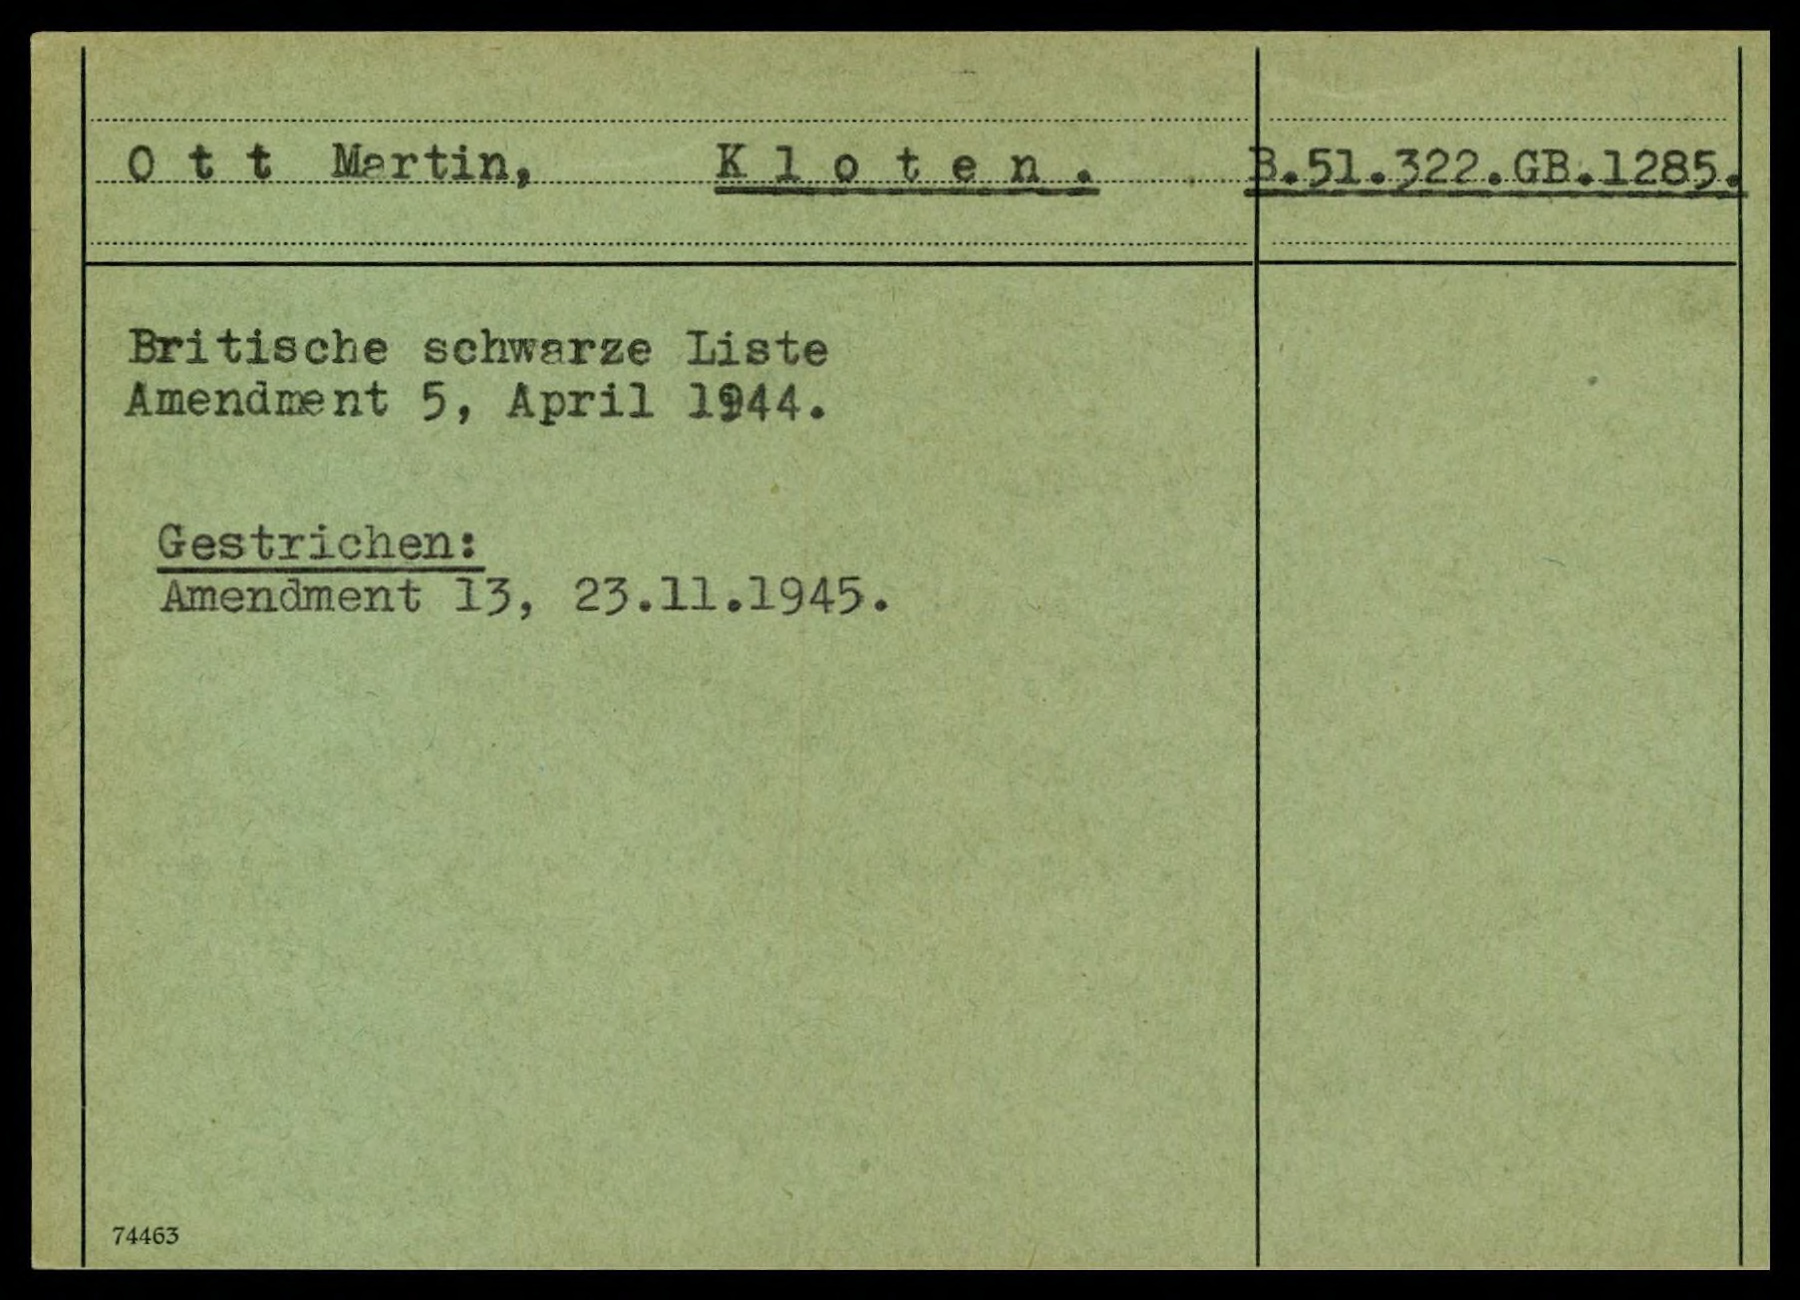 O t t Martin, K l o t e n . B.51.322.GB.1285.
Britische schwarze Liste
Amendment 5, April 1944.
Gestrichen:
Amendment 13, 23.11.1945.
74463